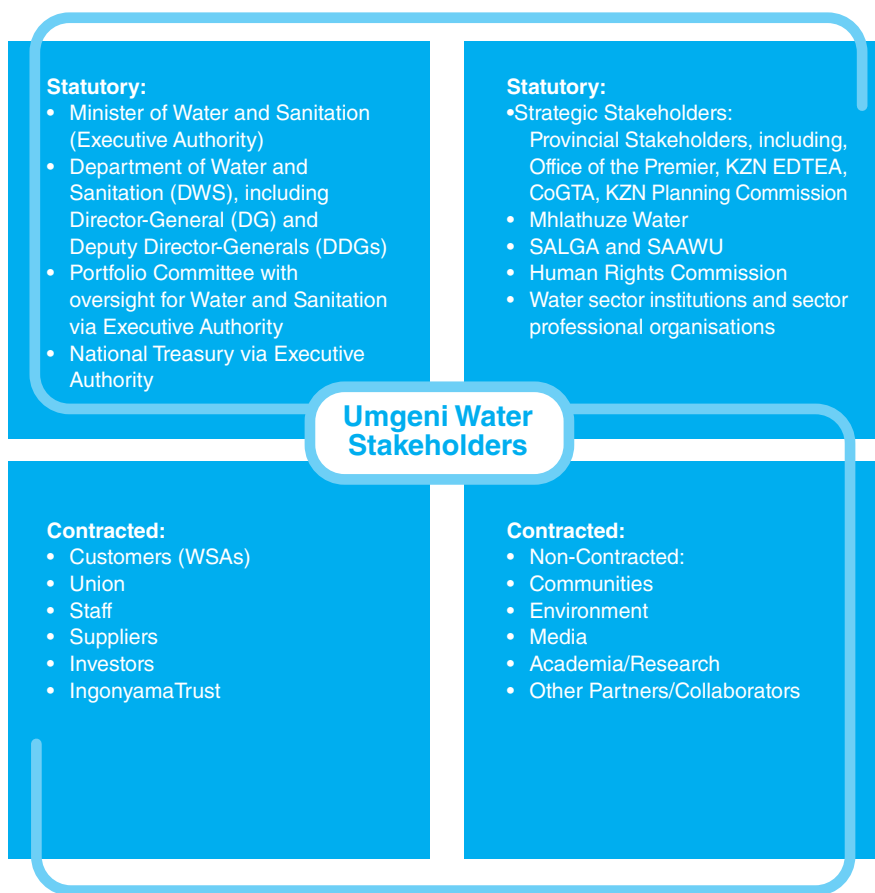 Statutory:
• Minister of Water and Sanitation
(Executive Authority)
• Department of Water and
Sanitation (DWS), including
Director-General (DG) and
Deputy Director-Generals (DDGs)
• Portfolio Committee with
oversight for Water and Sanitation
via Executive Authority
• National Treasury via Executive
Authority
Statutory:
•Strategic Stakeholders:
Provincial Stakeholders, including,
Office of the Premier, KZN EDTEA,
CoGTA, KZN Planning Commission
• Mhlathuze Water
• SALGA and SAAWU
• Human Rights Commission
• Water sector institutions and sector
professional organisations
Umgeni Water
Stakeholders
Contracted:
• Customers (WSAs)
• Union
• Staff
• Suppliers
• Investors
• IngonyamaTrust
Contracted:
• Non-Contracted:
• Communities
• Environment
• Media
• Academia/Research
• Other Partners/Collaborators